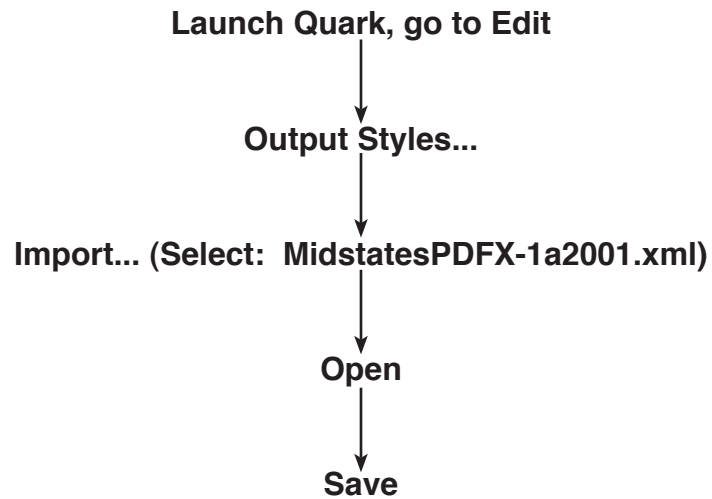 Launch Quark, go to Edit
Output Styles...
Import... (Select:  MidstatesPDFX-1a2001.xml)
Open
Save